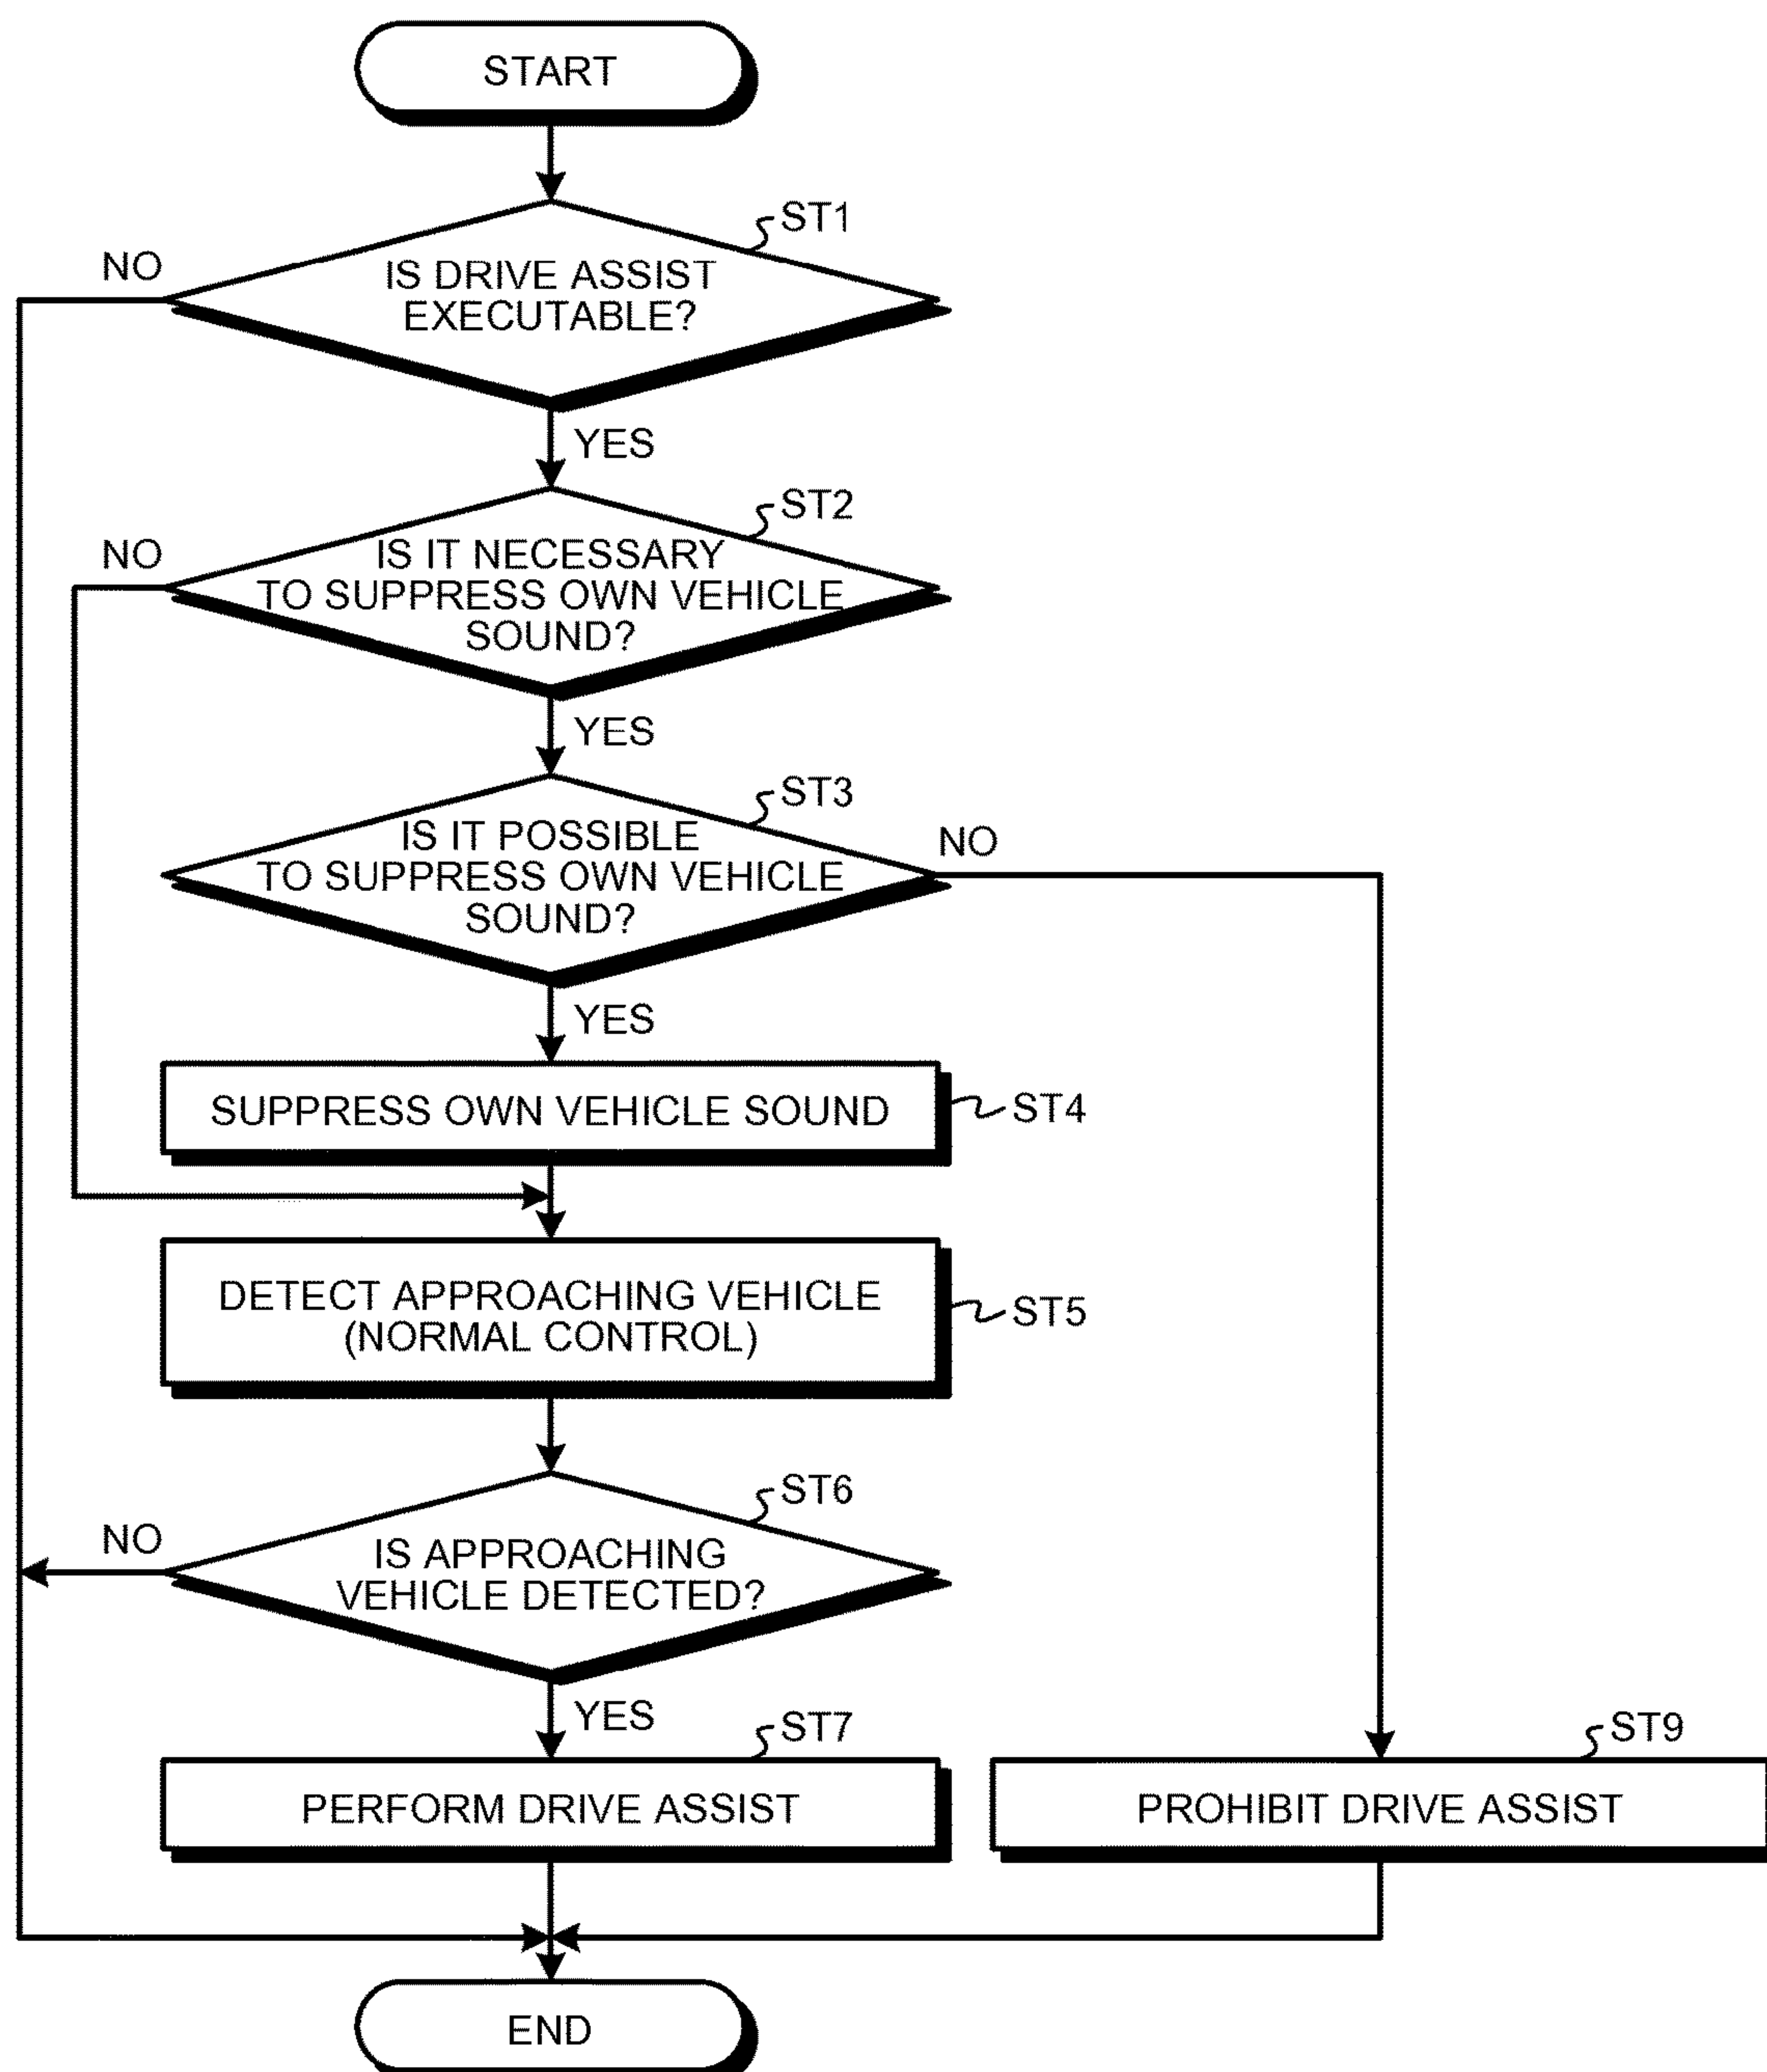 START
ST1
NO
IS DRIVE ASSIST
EXECUTABLE?
YES
ST2
NO
IS IT NECESSARY
TO SUPPRESS OWN VEHICLE
SOUND?
YES
ST3
IS IT POSSIBLE
TO SUPPRESS OWN VEHICLE
SOUND?
NO
YES
SUPPRESS OWN VEHICLE SOUND
ST4
DETECT APPROACHING VEHICLE
(NORMAL CONTROL)
ST5
ST6
NO
IS APPROACHING
VEHICLE DETECTED?
YES
ST7
ST9
PERFORM DRIVE ASSIST
PROHIBIT DRIVE ASSIST
END